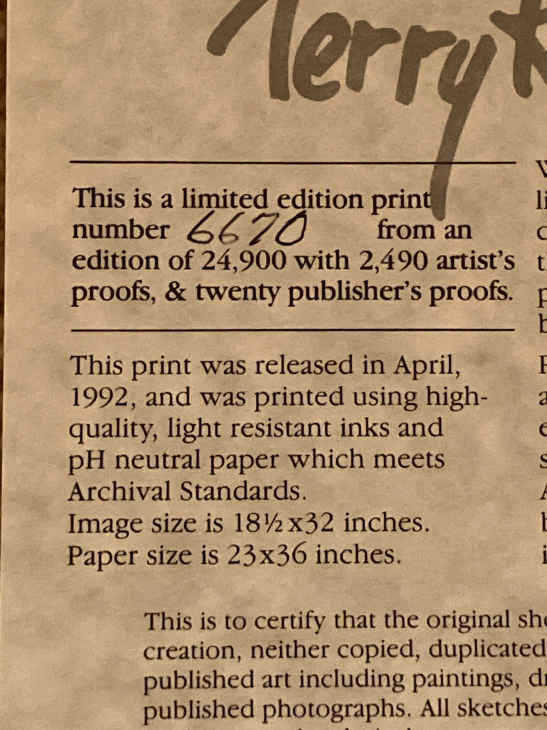 Terry
This is a limited edition print
number 6670 from an
edition of 24,900 with 2,490 artist's
proofs, & twenty publisher's proofs.
This print was released in April,
1992, and was printed using high-
quality, light resistant inks and
pH neutral paper which meets
Archival Standards.
Image size is 18½x32 inches.
Paper size is 23x36 inches.
This is to certify that the original
creation, neither copied, duplicated
published art including paintings,
published photographs. All sketches